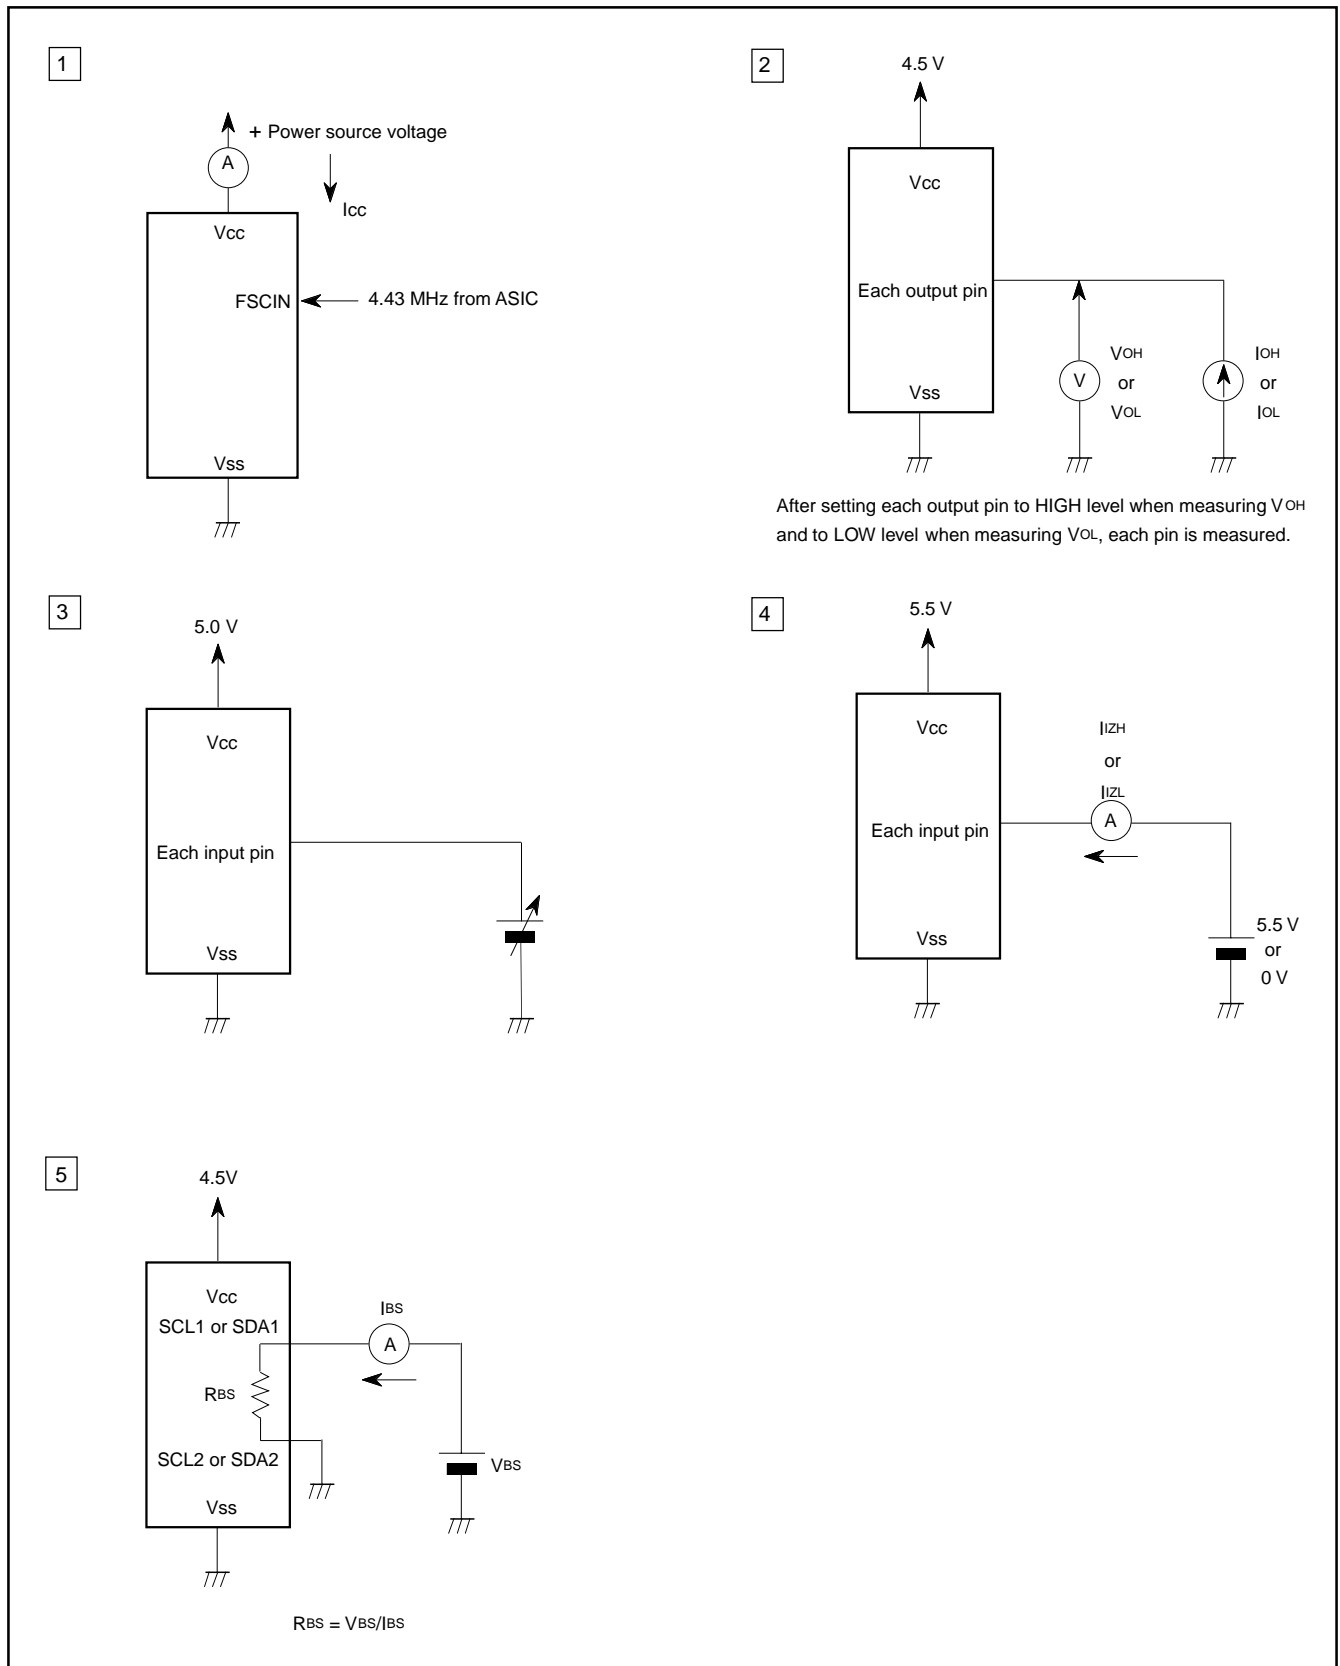 1
+ Power source voltage
A
Icc
Vcc
FSCIN
4.43 MHz from ASIC
Vss
2
4.5 V
Vcc
Each output pin
VOH
or
VOL
V
IOH
or
IOL
Vss
After setting each output pin to HIGH level when measuring VOH
and to LOW level when measuring VOL, each pin is measured.
3
5.0 V
Vcc
Each input pin
Vss
4
5.5 V
Vcc
IIZH
or
IIZL
Each input pin
A
Vss
5.5 V
or
0 V
5
4.5V
Vcc
SCL1 or SDA1
IBS
A
RBS
SCL2 or SDA2
VBS
Vss
RBS = VBS/IBS